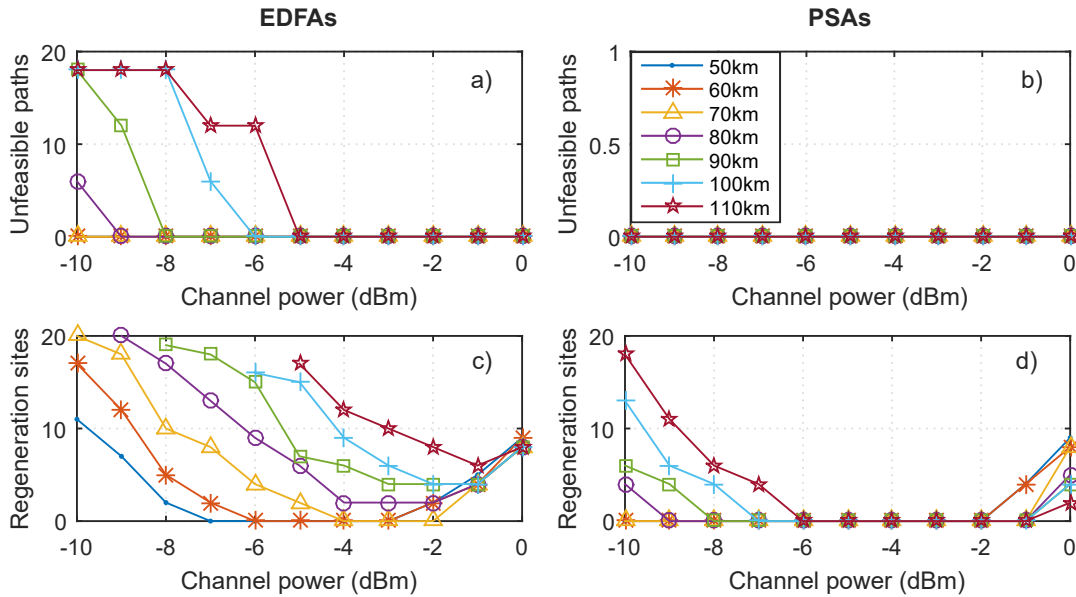 EDFAs
PSAs
Unfeasible paths
20
10
0
a)
-10
-8
-6
-4
-2
0
Channel power (dBm)
Unfeasible paths
1
0.5
0
b)
50km
60km
70km
80km
90km
100km
110km
-10
-8
-6
-4
-2
0
Channel power (dBm)
Regeneration sites
20
10
0
c)
-10
-8
-6
-4
-2
0
Channel power (dBm)
Regeneration sites
20
10
0
d)
-10
-8
-6
-4
-2
0
Channel power (dBm)